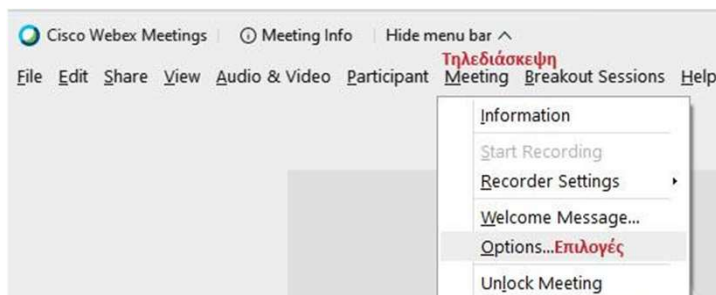 Cisco Webex Meetings Meeting Info Hide menu bar
Τηλεδιάσκεψη
File Edit Share View Audio & Video Participant Meeting Breakout Sessions Help
Information
Start Recording
Recorder Settings
Welcome Message...
Options...Επιλογές
Unlock Meeting